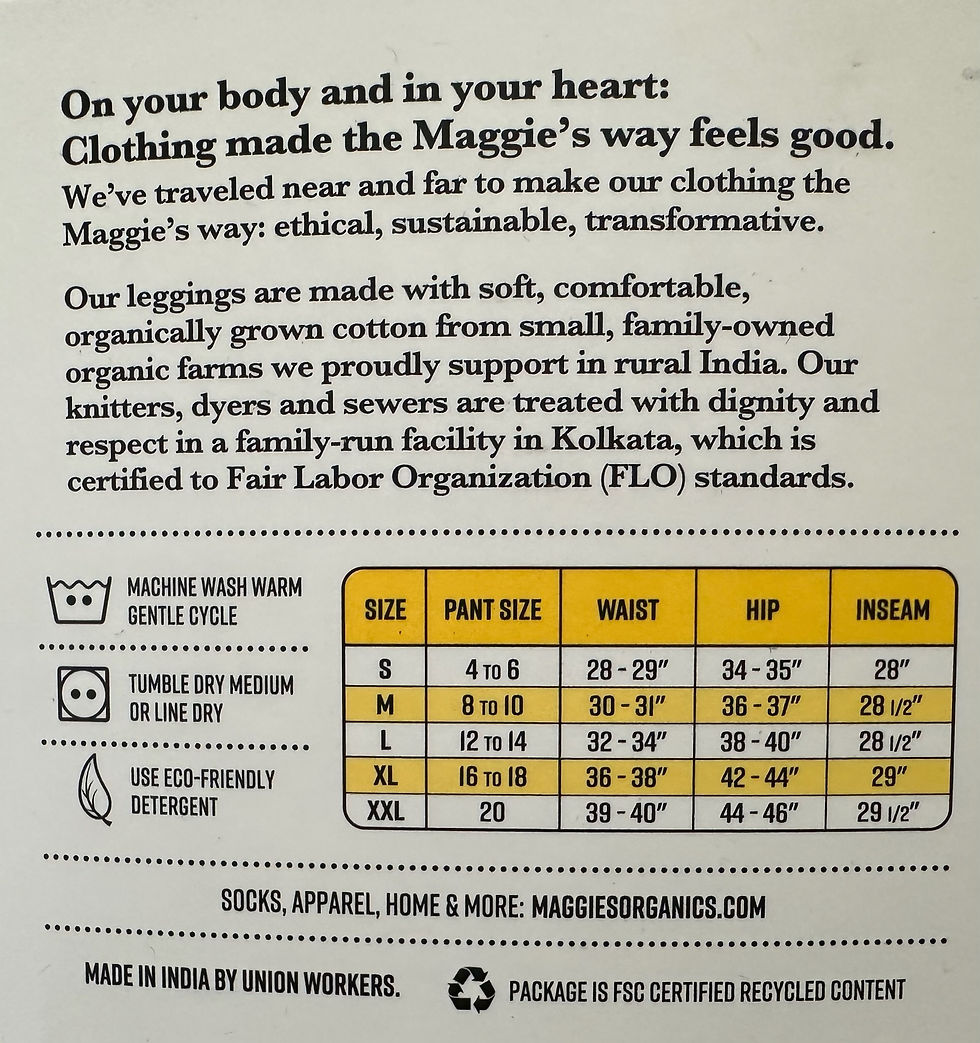 On your body and in your heart:
Clothing made the Maggie's way feels good.
We've traveled near and far to make our clothing the
Maggie's way: ethical, sustainable, transformative.
Our leggings are made with soft, comfortable,
organically grown cotton from small, family-owned
organic farms we proudly support in rural India. Our
knitters, dyers and sewers are treated with dignity and
respect in a family-run facility in Kolkata, which is
certified to Fair Labor Organization (FLO) standards.
MACHINE WASH WARM
GENTLE CYCLE
TUMBLE DRY MEDIUM
OR LINE DRY
USE ECO-FRIENDLY
DETERGENT
SIZE PANT SIZE WAIST HIP INSEAM
S 4 TO 6 28 - 29" 34 - 35" 28"
M 8 TO 10 30 - 31" 36 - 37" 28 1/2"
L 12 TO 14 32 - 34" 38 - 40" 28 1/2"
XL 16 TO 18 36 - 38" 42 - 44" 29"
XXL 20 39 - 40" 44 - 46" 29 1/2"
SOCKS, APPAREL, HOME & MORE: MAGGIESORGANICS.COM
MADE IN INDIA BY UNION WORKERS.
PACKAGE IS FSC CERTIFIED RECYCLED CONTENT